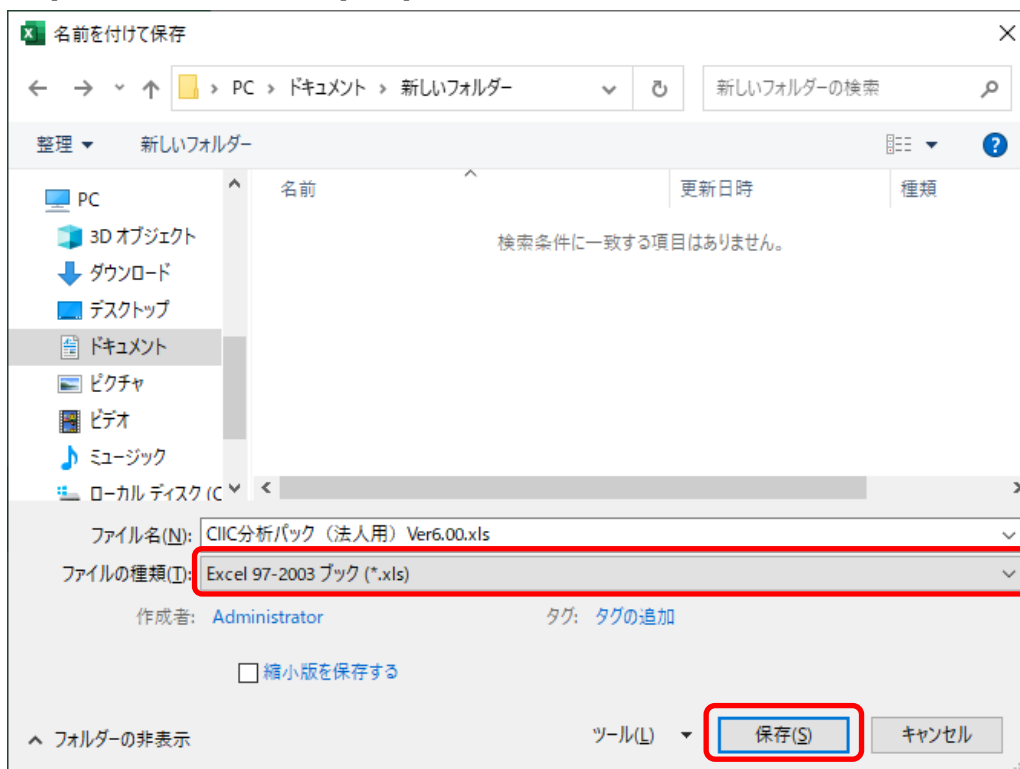 名前を付けて保存
PC › ドキュメント › 新しいフォルダー
新しいフォルダーの検索
整理
新しいフォルダー
PC
3D オブジェクト
ダウンロード
デスクトップ
ドキュメント
ピクチャ
ビデオ
ミュージック
ローカル ディスク (C
名前
更新日時
種類
検索条件に一致する項目はありません。
ファイル名(N): CIIC分析パック（法人用）Ver6.00.xls
ファイルの種類(T): Excel 97-2003 ブック (*.xls)
作成者: Administrator
タグ: タグの追加
縮小版を保存する
フォルダーの非表示
ツール(L)
保存(S)
キャンセル